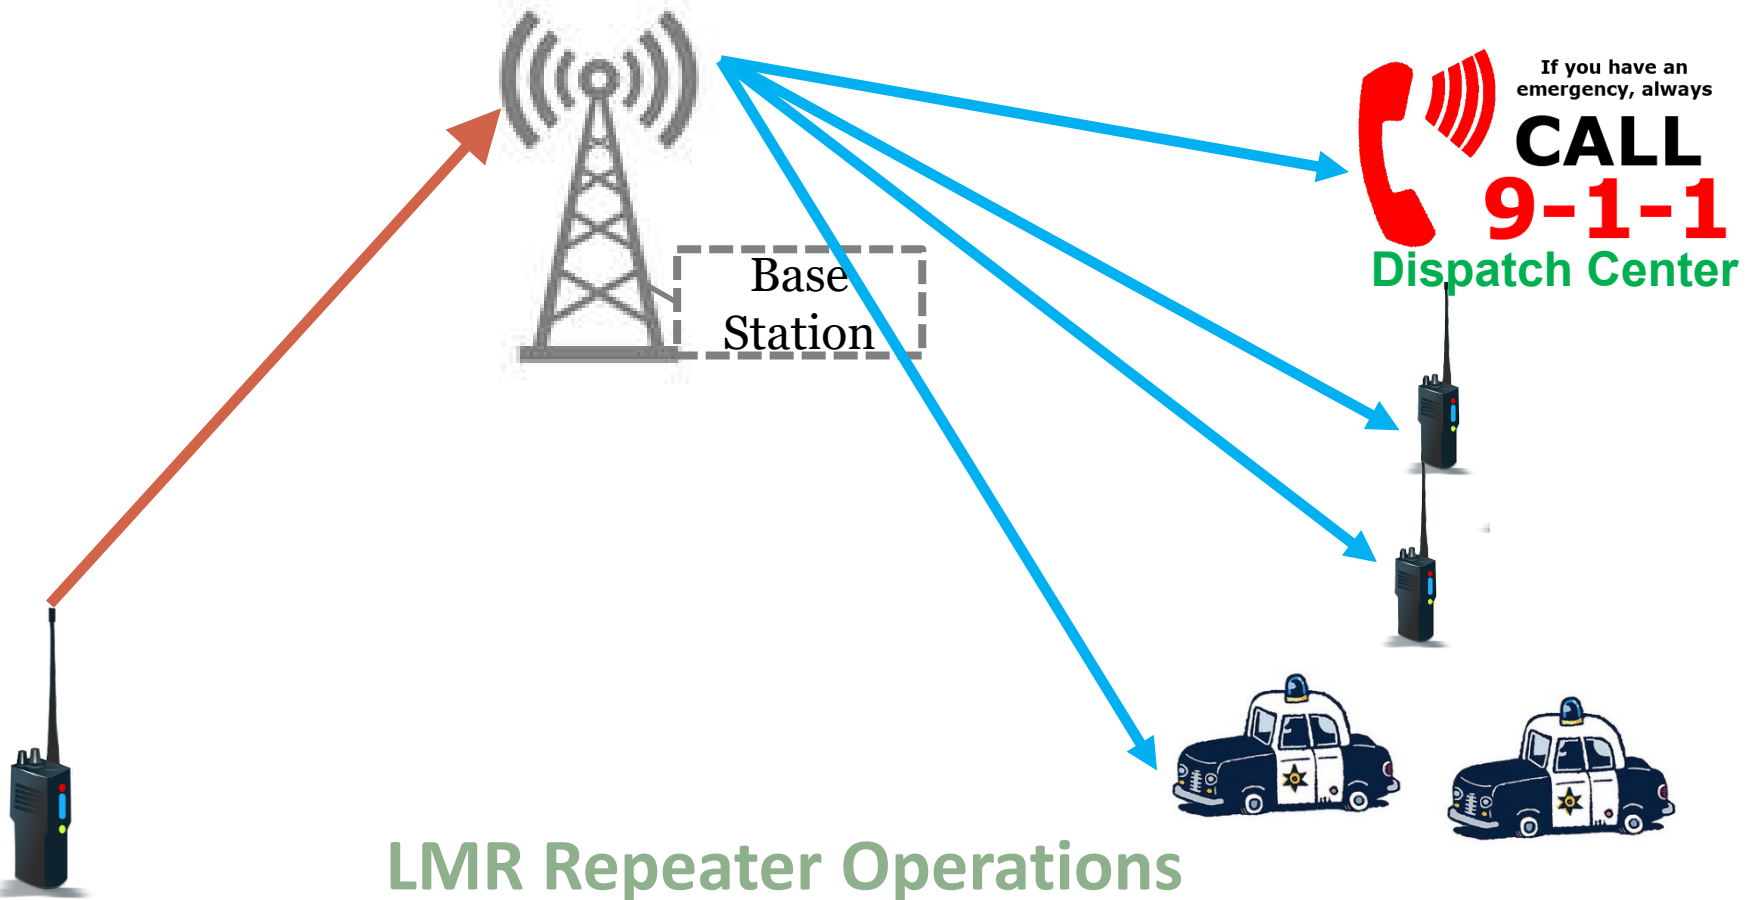 If you have an
emergency, always
CALL
9-1-1
Dispatch Center
Base
Station
LMR Repeater Operations